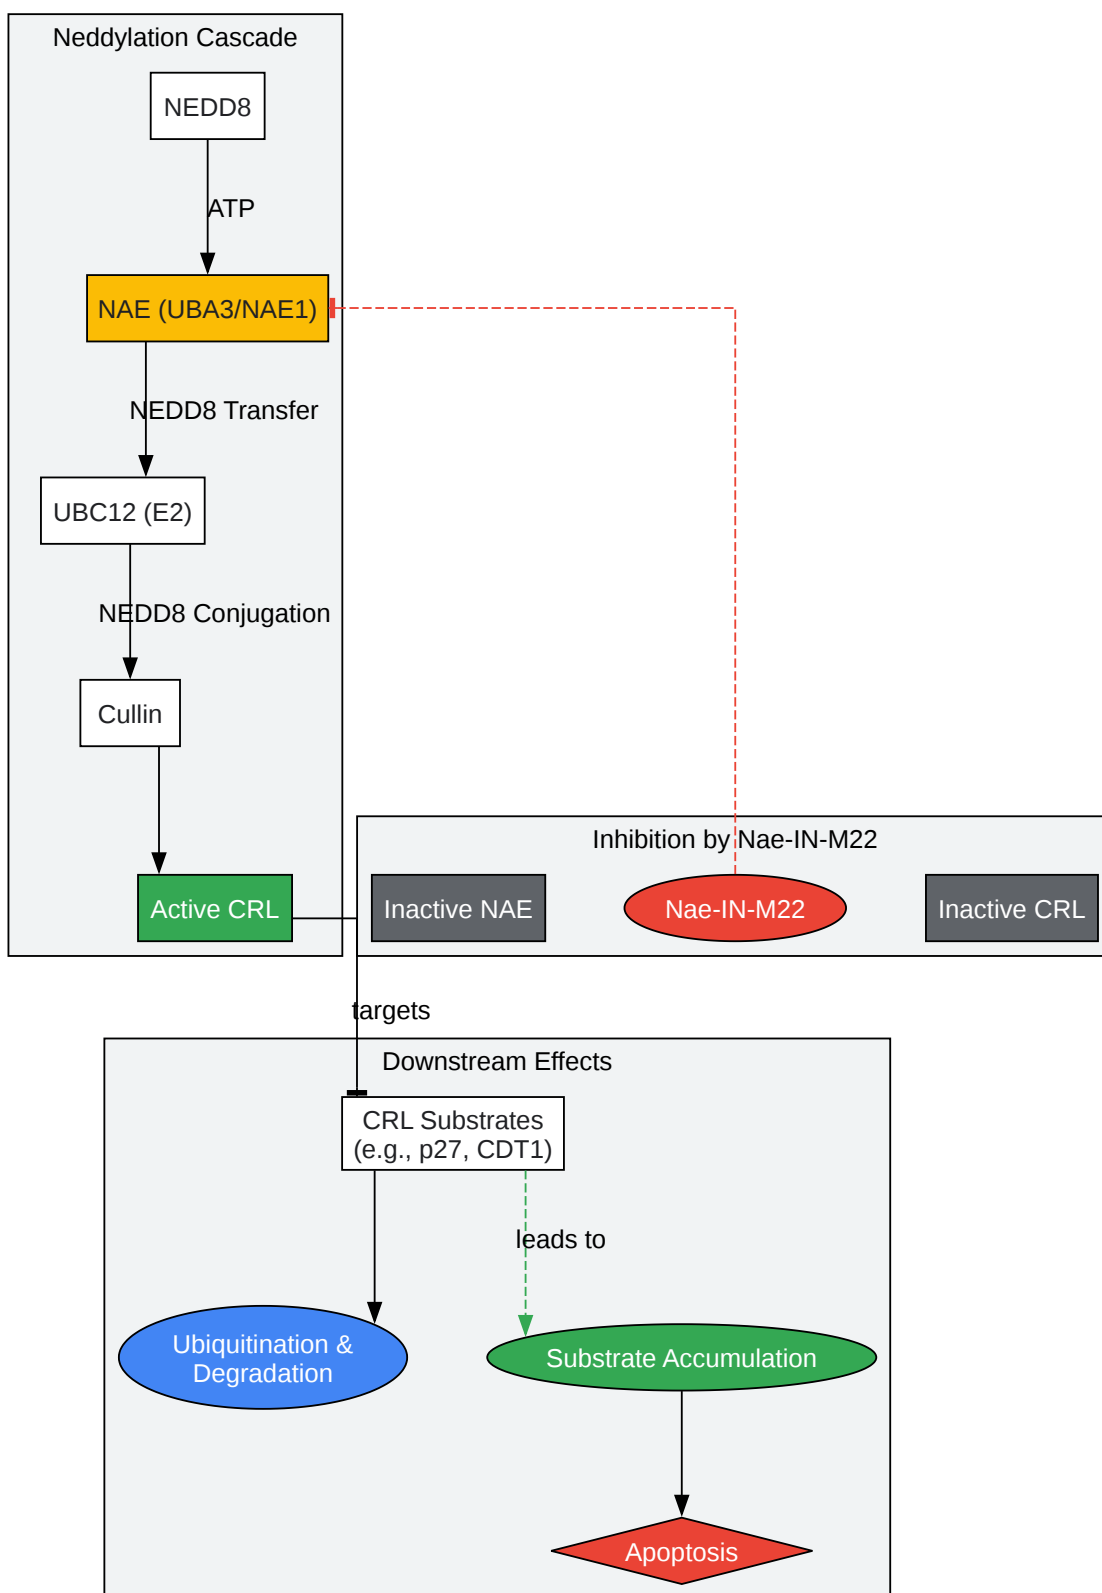 Neddylation Cascade
NEDD8
ATP
NAE (UBA3/NAE1)
NEDD8 Transfer
UBC12 (E2)
NEDD8 Conjugation
Cullin
Active CRL
Inhibition by Nae-IN-M22
Inactive NAE
Nae-IN-M22
Inactive CRL
targets
Downstream Effects
CRL Substrates
(e.g., p27, CDT1)
leads to
Ubiquitination &
Degradation
Substrate Accumulation
Apoptosis